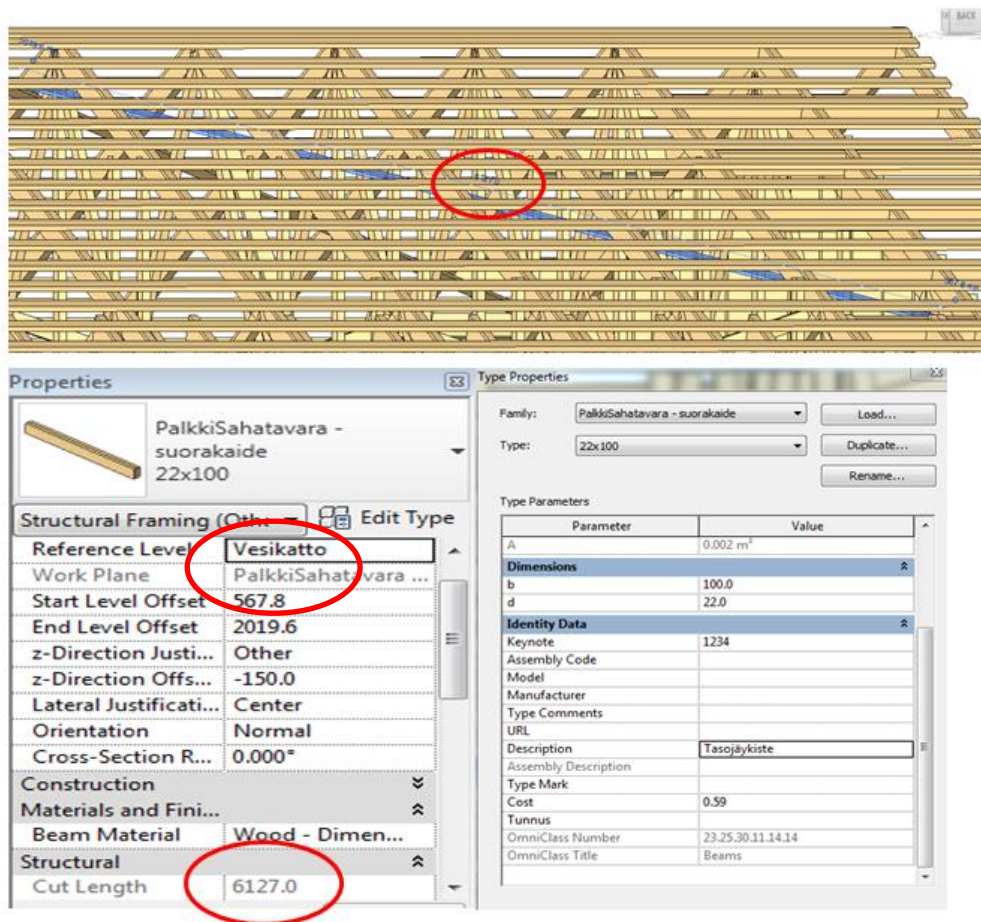 BACK
Properties
PalkkiSahatavara -
suorakaide
22x100
Structural Framing (Othe
Edit Type
Reference Level Vesikatto
Work Plane PalkkiSahatavara ...
Start Level Offset 567.8
End Level Offset 2019.6
z-Direction Justi... Other
z-Direction Offs... -150.0
Lateral Justificati... Center
Orientation Normal
Cross-Section R... 0.000°
Construction
Materials and Fini...
Beam Material Wood - Dimen...
Structural
Cut Length 6127.0
Type Properties
Family: PalkkiSahatavara - suorakaide Load...
Type: 22x100 Duplicate...
Rename...
Type Parameters
Parameter Value
A 0.002 m²
Dimensions
b 100.0
d 22.0
Identity Data
Keynote 1234
Assembly Code
Model
Manufacturer
Type Comments
URL
Description Tasojäykiste
Assembly Description
Type Mark
Cost 0.59
Tunnus
OmniClass Number 23.25.30.11.14.14
OmniClass Title Beams